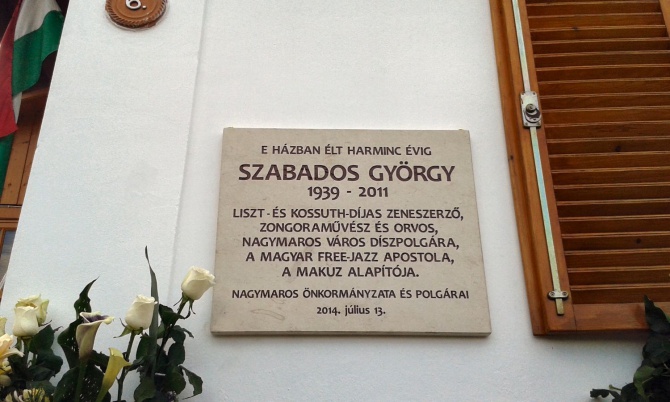 6.
E HÁZBAN ÉLT HARMINC ÉVIG
SZABADOS GYÖRGY
1939 - 2011
LISZT - ÉS KOSSUTH-DÍJAS ZENESZERZŐ,
ZONGORAMŰVÉSZ ÉS ORVOS,
NAGYMAROS VÁROS DÍSZPOLGÁRA,
A MAGYAR FREE-JAZZ APOSTOLA,
A MAKUZ ALAPÍTÓJA.
NAGYMAROS ÖNKORMÁNYZATA ÉS POLGÁRAI
2014. július 13.